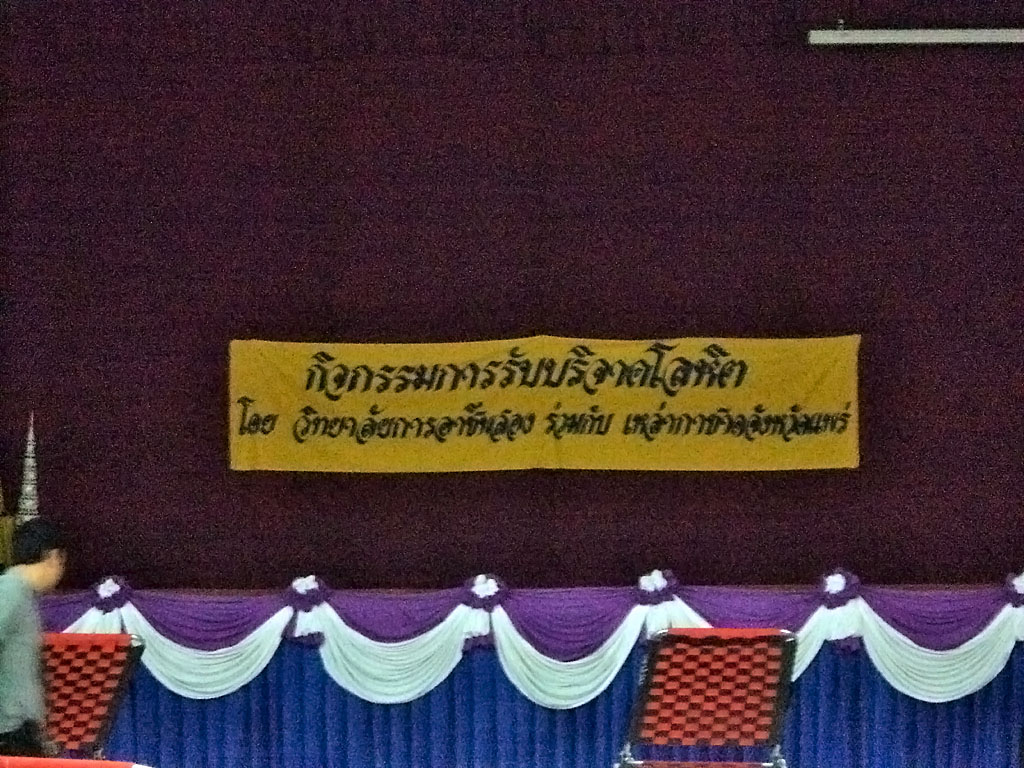 กิจกรรมการรับบริจาคโลหิต
โดย วิทยาลัยการอาชีพลอง ร่วมกับ เหล่ากาชาดจังหวัดแพร่